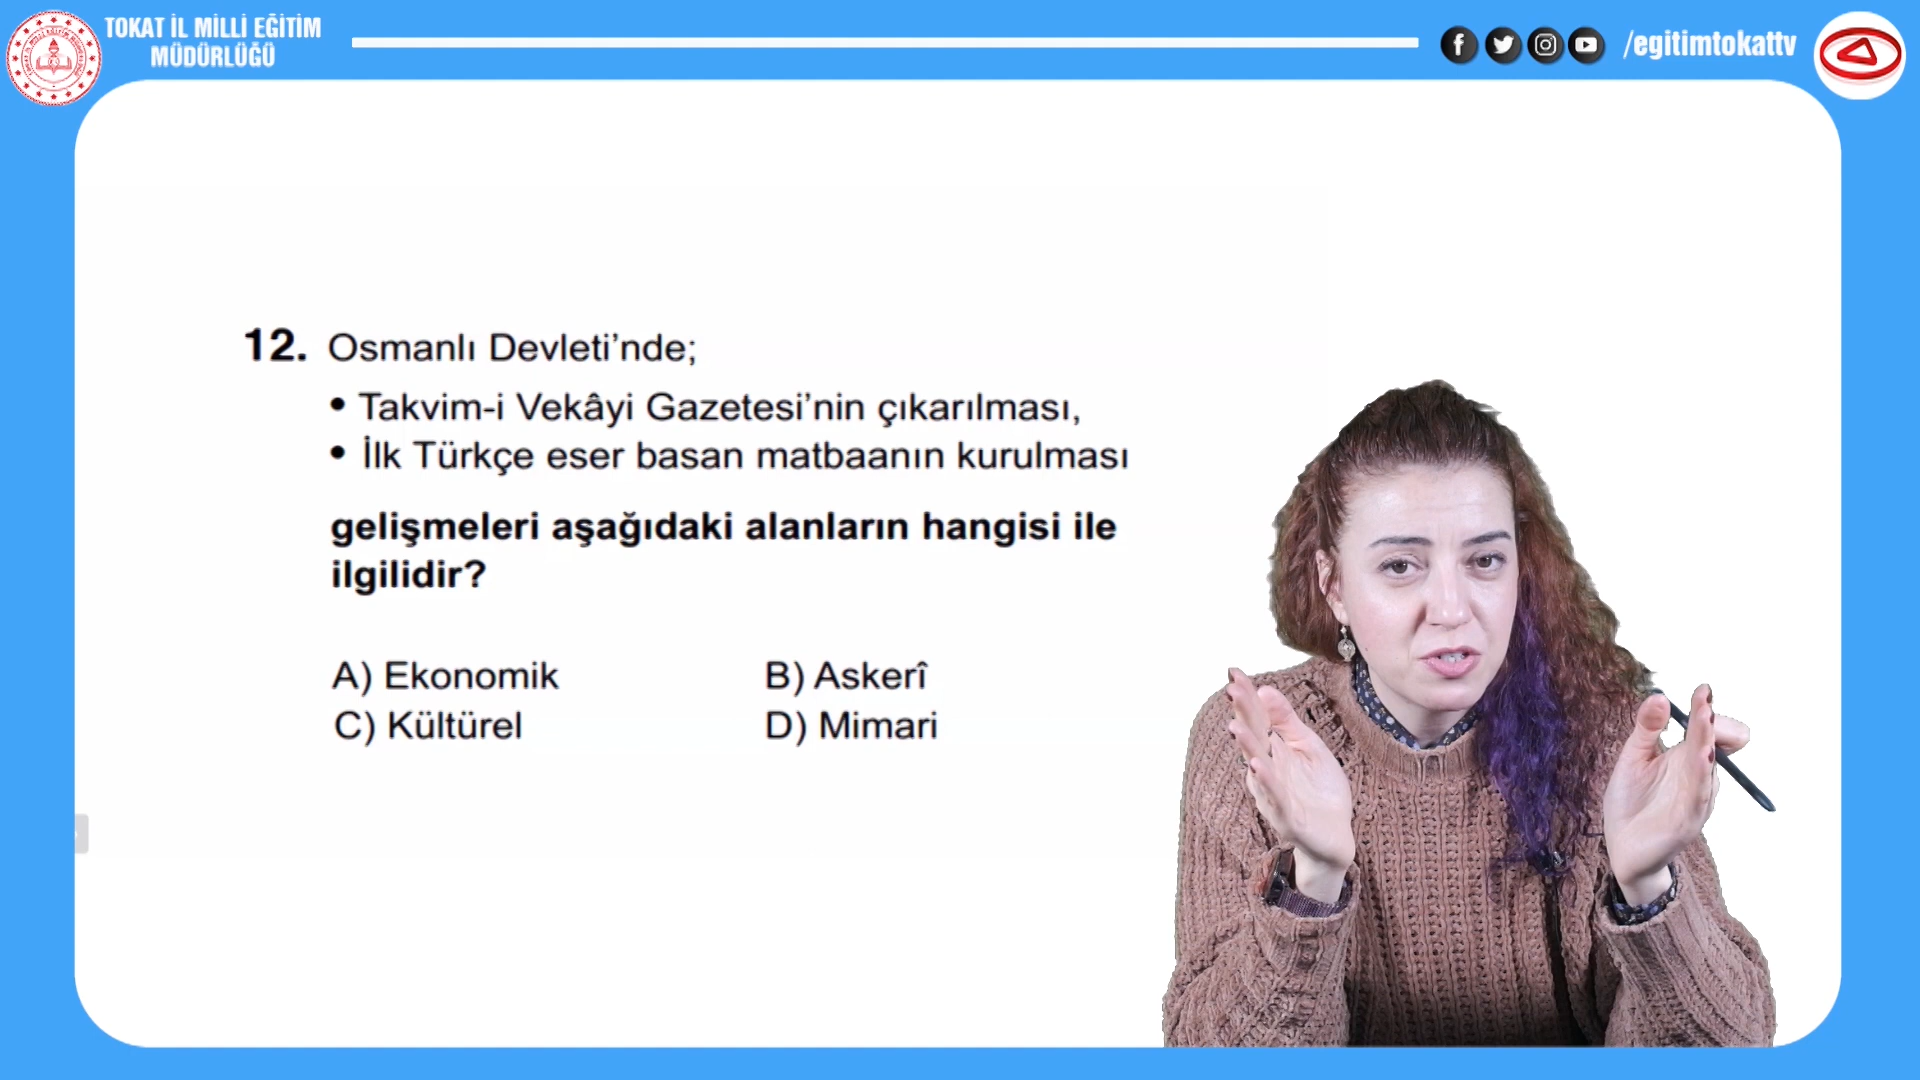 TOKAT İL MİLLİ EĞİTİM
MÜDÜRLÜĞÜ
/egitimtokattv
12. Osmanlı Devleti'nde;
• Takvim-i Vekâyi Gazetesi'nin çıkarılması,
• İlk Türkçe eser basan matbaanın kurulması
gelişmeleri aşağıdaki alanların hangisi ile
ilgilidir?
A) Ekonomik B) Askerî
C) Kültürel D) Mimari